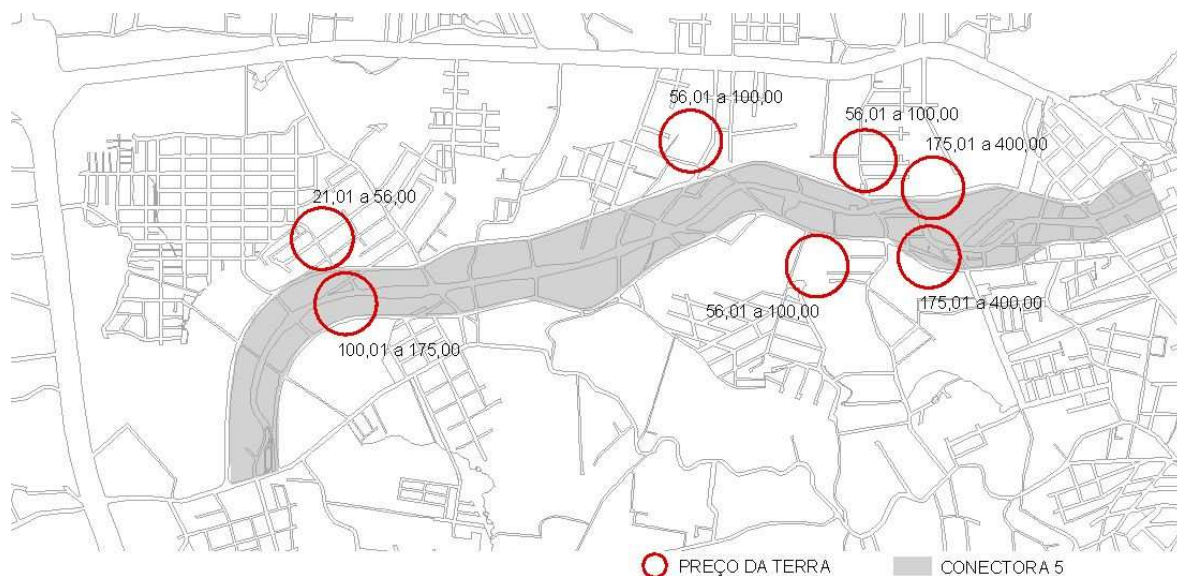 56,01 a 100,00
56,01 a 100,00
175,01 a 400,00
21,01 a 56,00
56,01 a 100,00
175,01 a 400,00
100,01 a 175,00
PREÇO DA TERRA
CONECTORA 5